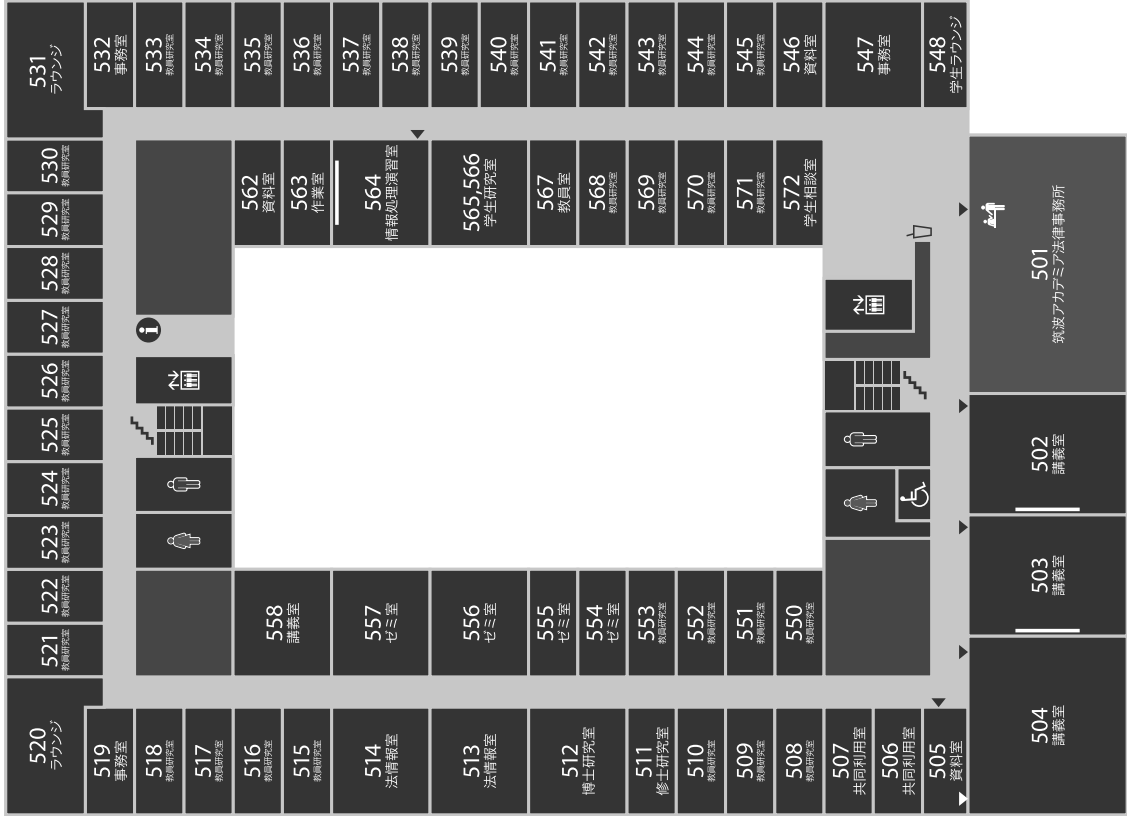 531
ラウンジ
532
事務室
533
教員研究室
534
教員研究室
535
教員研究室
536
教員研究室
537
教員研究室
538
教員研究室
539
教員研究室
540
教員研究室
541
教員研究室
542
教員研究室
543
教員研究室
544
教員研究室
545
教員研究室
546
資料室
547
事務室
548
学生ラウンジ
530
教員研究室
529
教員研究室
528
教員研究室
527
教員研究室
526
教員研究室
525
教員研究室
524
教員研究室
523
教員研究室
522
教員研究室
521
教員研究室
520
ラウンジ
562
資料室
563
作業室
564
情報処理演習室
565,566
学生研究室
567
教員室
568
教員研究室
569
教員研究室
570
教員研究室
571
教員研究室
572
学生相談室
501
筑波アカデミア法律事務所
502
講義室
503
講義室
504
講義室
558
講義室
557
ゼミ室
556
ゼミ室
555
ゼミ室
554
ゼミ室
553
教員研究室
552
教員研究室
551
教員研究室
550
教員研究室
519
事務室
518
教員研究室
517
教員研究室
516
教員研究室
515
教員研究室
514
法情報室
513
法情報室
512
博士研究室
511
修士研究室
510
教員研究室
509
教員研究室
508
教員研究室
507
共同利用室
506
共同利用室
505
資料室